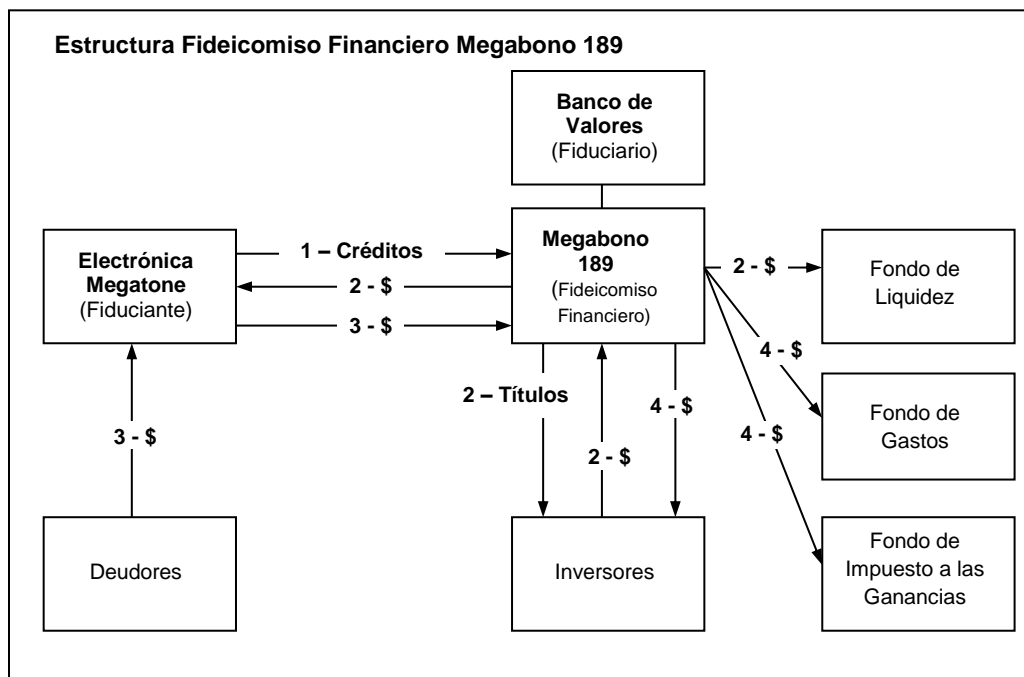 Estructura Fideicomiso Financiero Megabono 189
Banco de
Valores
(Fiduciario)
Electrónica
Megatone
(Fiduciante)
1 – Créditos
2 - $
3 - $
Megabono
189
(Fideicomiso
Financiero)
2 - $
Fondo de
Liquidez
4 - $
Fondo de
Gastos
4 - $
Fondo de
Impuesto a las
Ganancias
2 – Títulos
4 - $
2 - $
3 - $
Deudores
Inversores